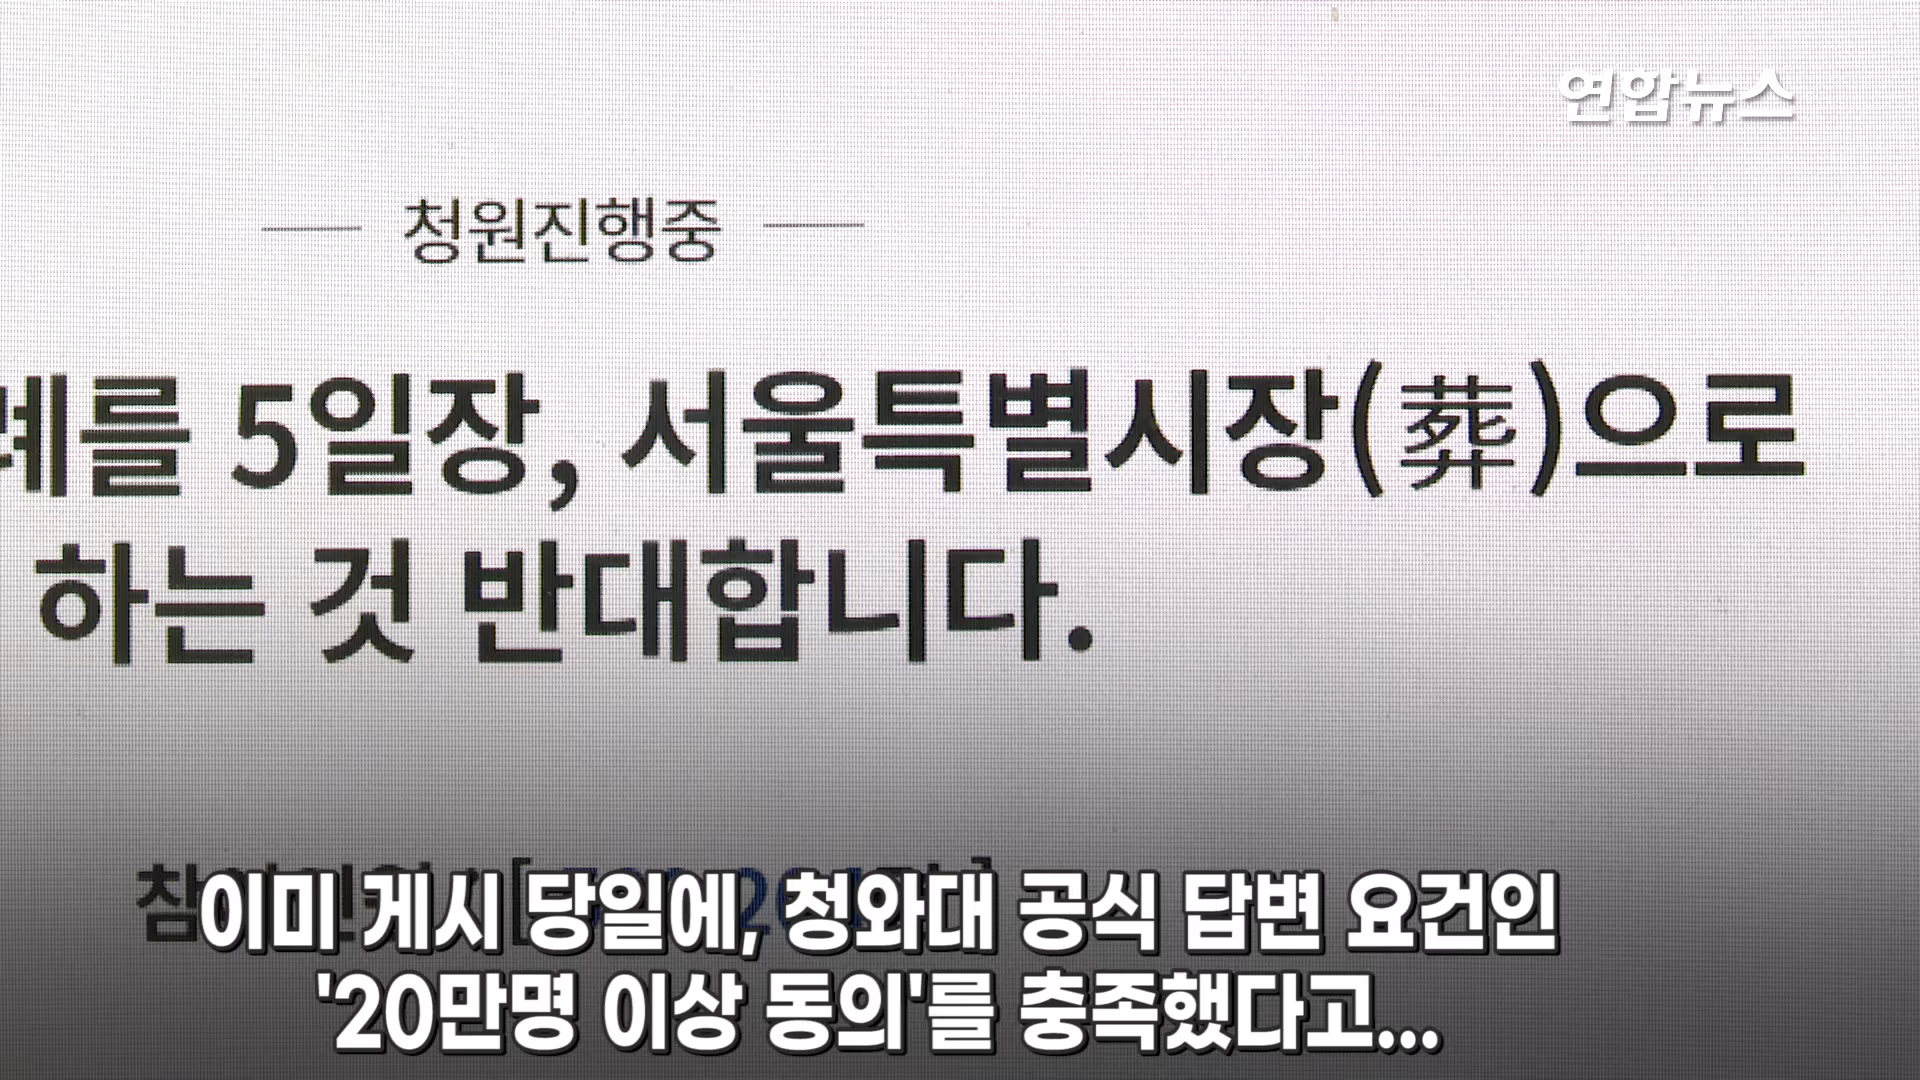 연합뉴스
청원진행중
례를 5일장, 서울특별시장(葬)으로
하는 것 반대합니다.
이미 게시 당일에, 청와대 공식 답변 요건인
'20만명 이상 동의'를 충족했다고...